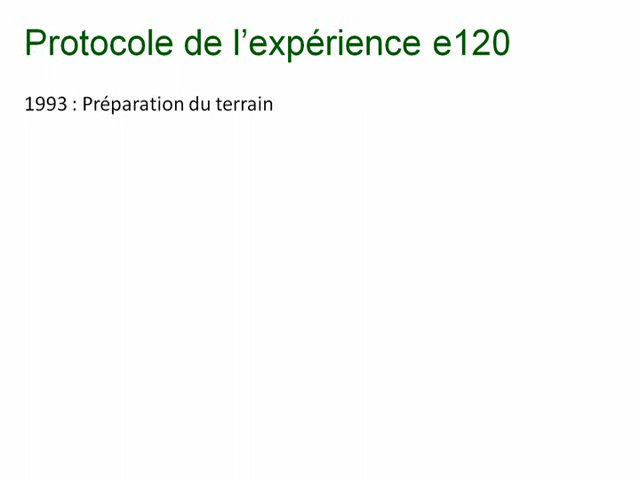 Protocole de l’expérience e120
1993 : Préparation du terrain